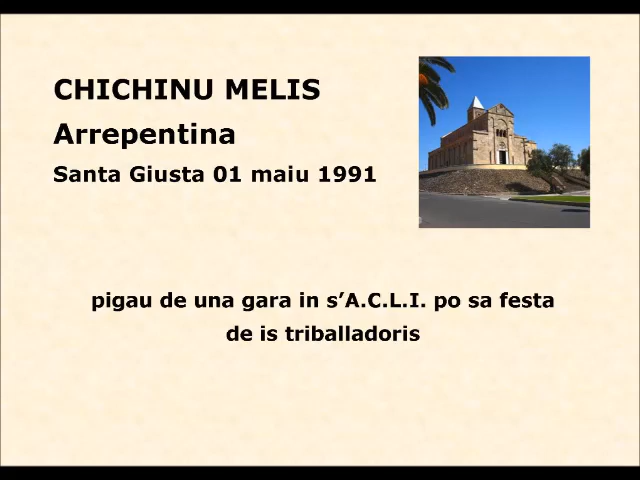 CHICHINU MELIS
Arrepentina
Santa Giusta 01 maiu 1991
pigau de una gara in s’A.C.L.I. po sa festa
de is triballadoris